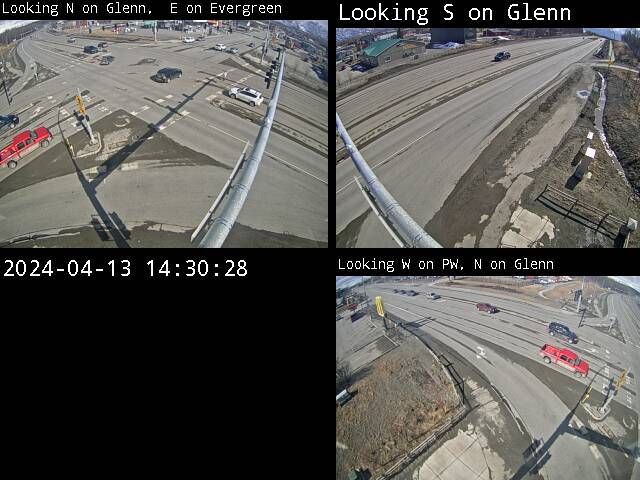 Looking N on Glenn,  E on Evergreen
Looking S on Glenn
2024-04-13 14:30:28
Looking W on PW, N on Glenn